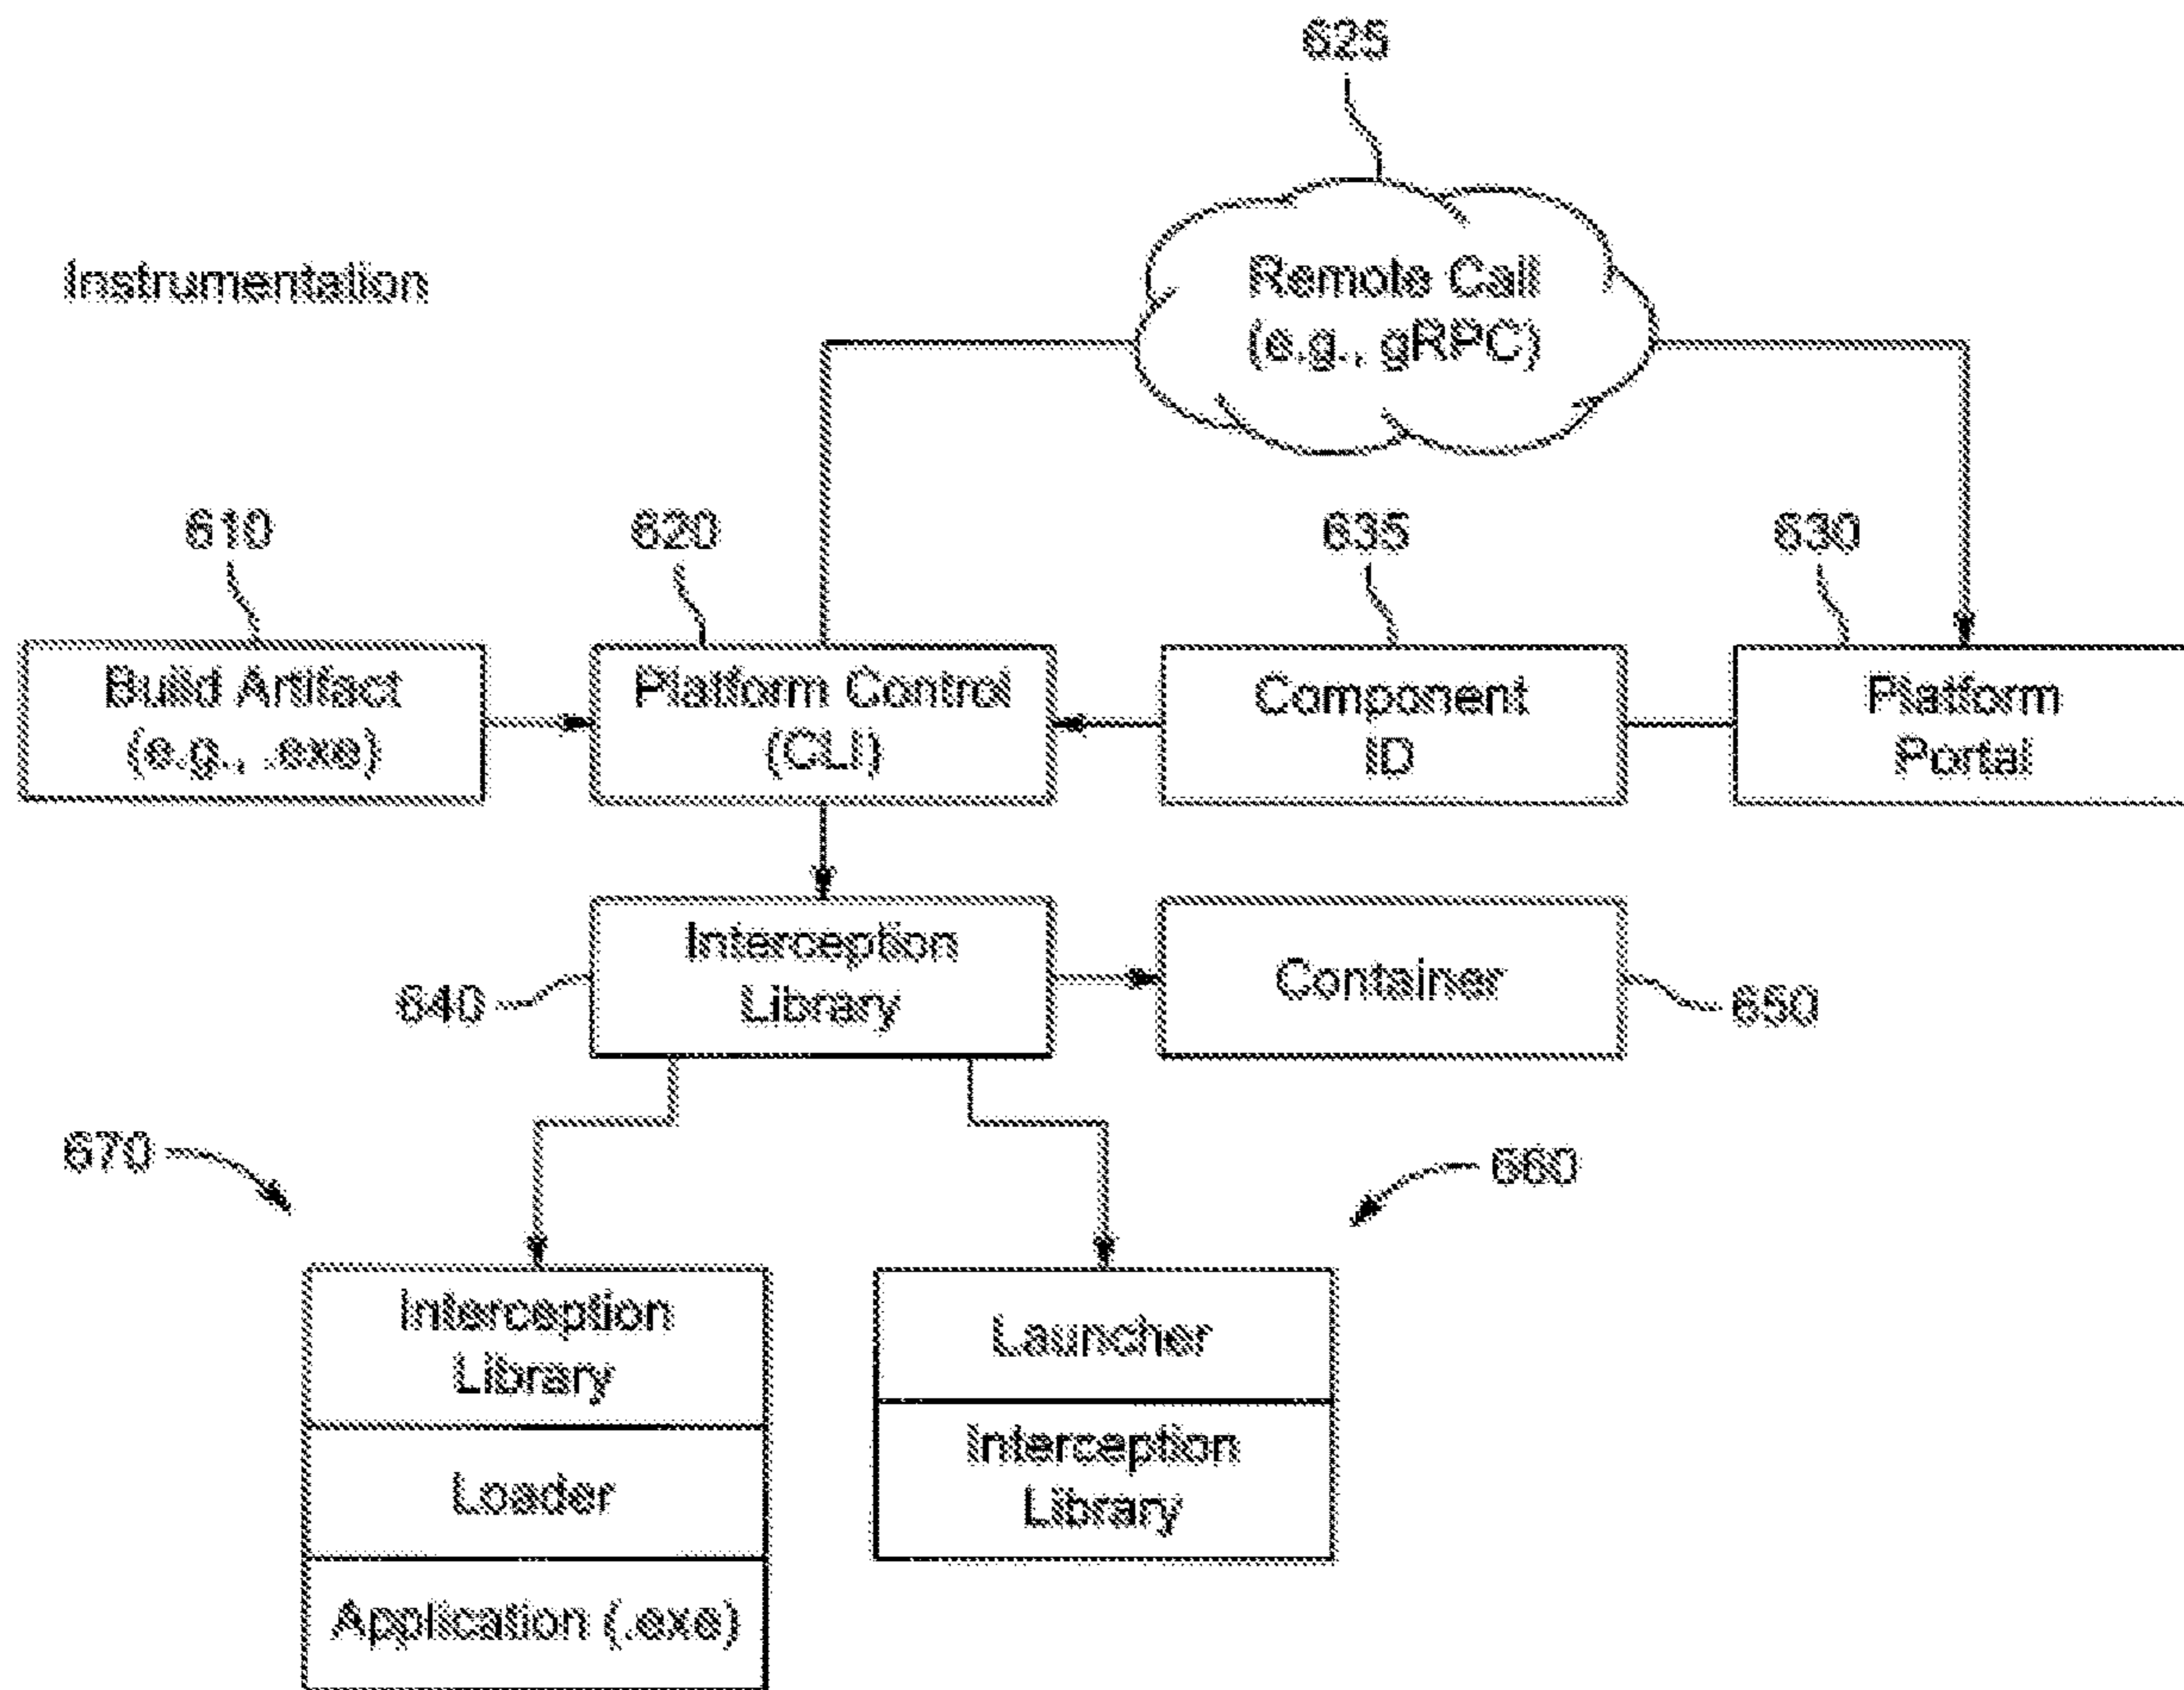 625
Instrumentation
Remote Call
(e.g., gRPC)
610
620
635
630
Build Artifact
(e.g., .exe)
Platform Control
(CLI)
Component
ID
Platform
Portal
Interception
Library
640
Container
650
670
660
Interception
Library
Loader
Application (.exe)
Launcher
Interception
Library